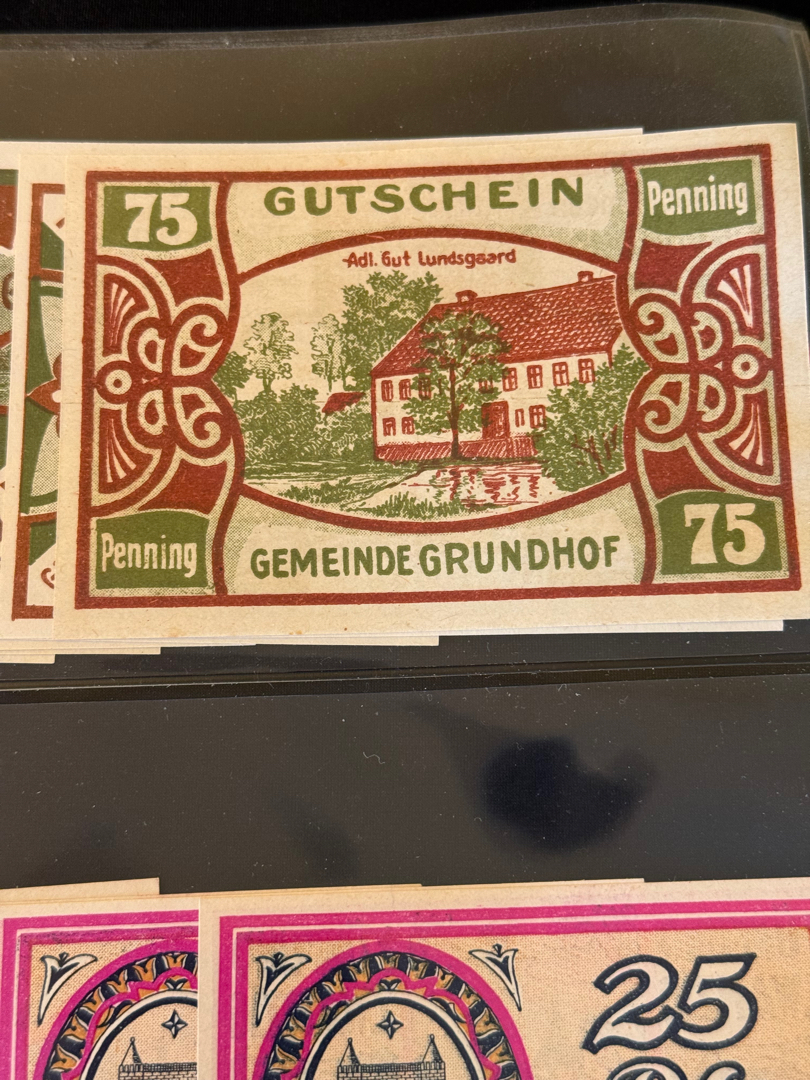 75
GUTSCHEIN
Penning
Adl. Gut Lundsgaard
Penning
GEMEINDE GRUNDHOF
75
25